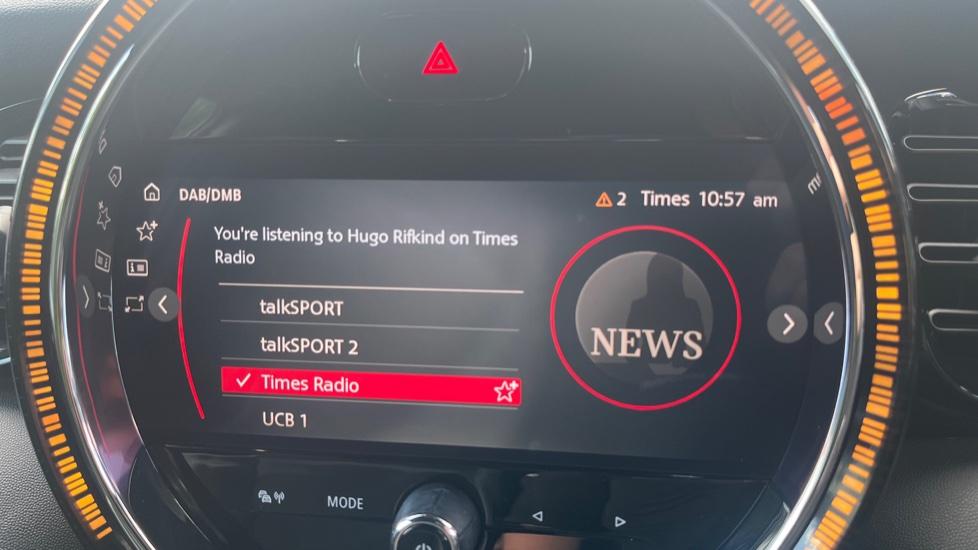 DAB/DMB
2 Times 10:57 am
You're listening to Hugo Rifkind on Times
Radio
talkSPORT
talkSPORT 2
Times Radio
UCB 1
NEWS
MODE